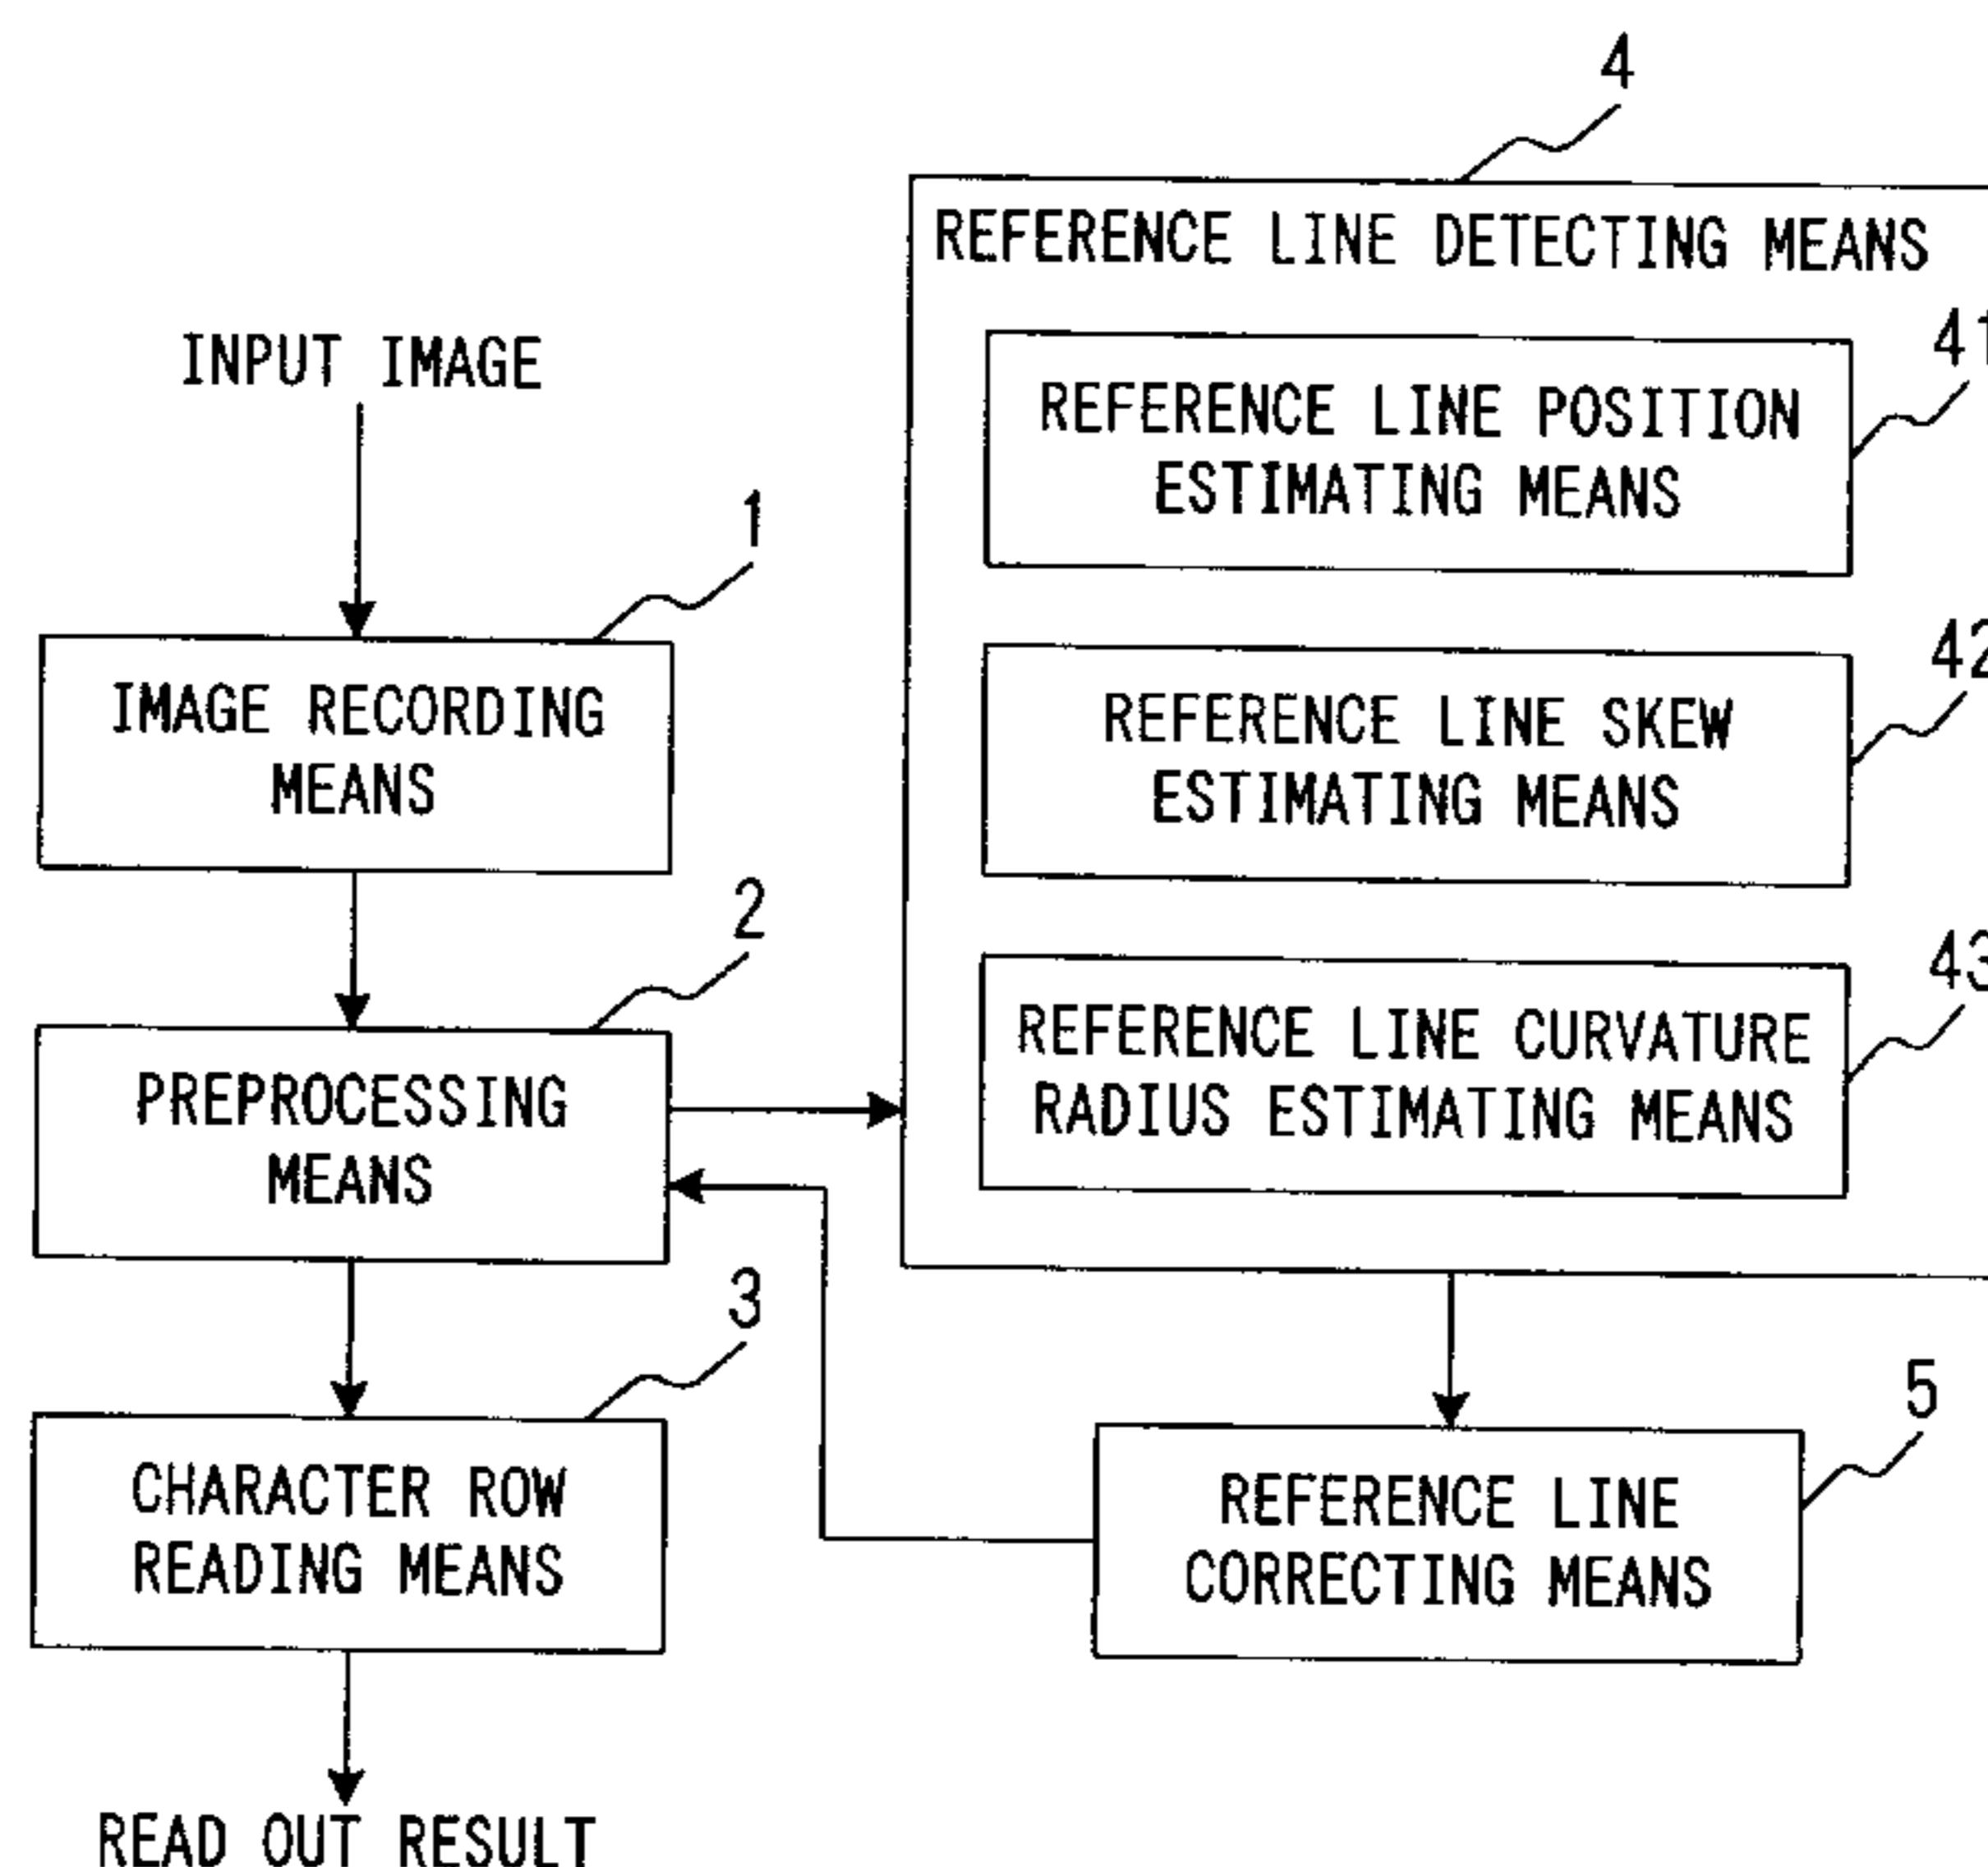 4
REFERENCE LINE DETECTING MEANS
41
REFERENCE LINE POSITION
ESTIMATING MEANS
42
REFERENCE LINE SKEW
ESTIMATING MEANS
43
REFERENCE LINE CURVATURE
RADIUS ESTIMATING MEANS
INPUT IMAGE
1
IMAGE RECORDING
MEANS
2
PREPROCESSING
MEANS
3
CHARACTER ROW
READING MEANS
5
REFERENCE LINE
CORRECTING MEANS
READ OUT RESULT